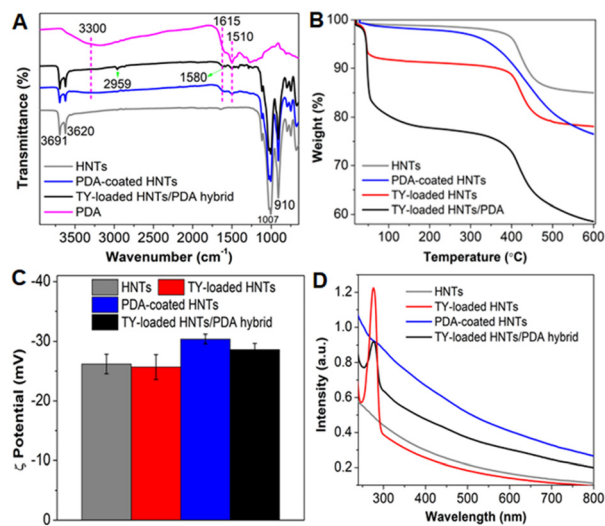 A
3300
1615
1510
2959
1580
3691
3620
910
1007
HNTs
PDA-coated HNTs
TY-loaded HNTs/PDA hybrid
PDA
Transmittance (%)
3500 3000 2500 2000 1500 1000
Wavenumber (cm⁻¹)
B
100
90
80
70
60
Weight (%)
HNTs
PDA-coated HNTs
TY-loaded HNTs
TY-loaded HNTs/PDA
0 100 200 300 400 500 600
Temperature (°C)
C
-40
-30
-20
-10
0
ζ Potential (mV)
HNTs TY-loaded HNTs
PDA-coated HNTs
TY-loaded HNTs/PDA hybrid
D
1.2
1.0
0.8
0.6
0.4
0.2
Intensity (a.u.)
HNTs
TY-loaded HNTs
PDA-coated HNTs
TY-loaded HNTs/PDA hybrid
300 400 500 600 700 800
Wavelength (nm)